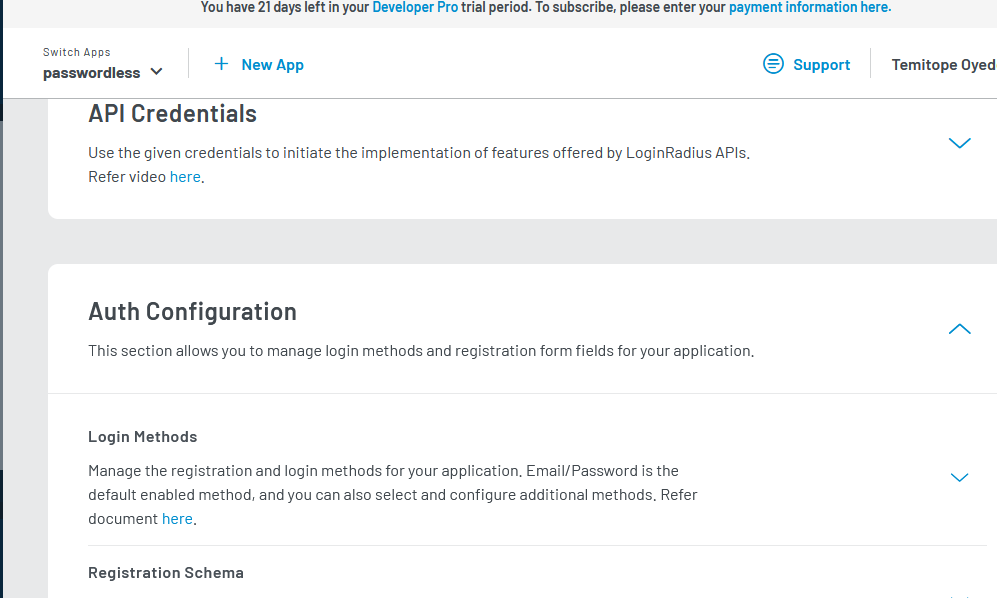 You have 21 days left in your Developer Pro trial period. To subscribe, please enter your payment information here.
Switch Apps
passwordless
+ New App
Support
Temitope Oyed
API Credentials
Use the given credentials to initiate the implementation of features offered by LoginRadius APIs.
Refer video here.
Auth Configuration
This section allows you to manage login methods and registration form fields for your application.
Login Methods
Manage the registration and login methods for your application. Email/Password is the
default enabled method, and you can also select and configure additional methods. Refer
document here.
Registration Schema